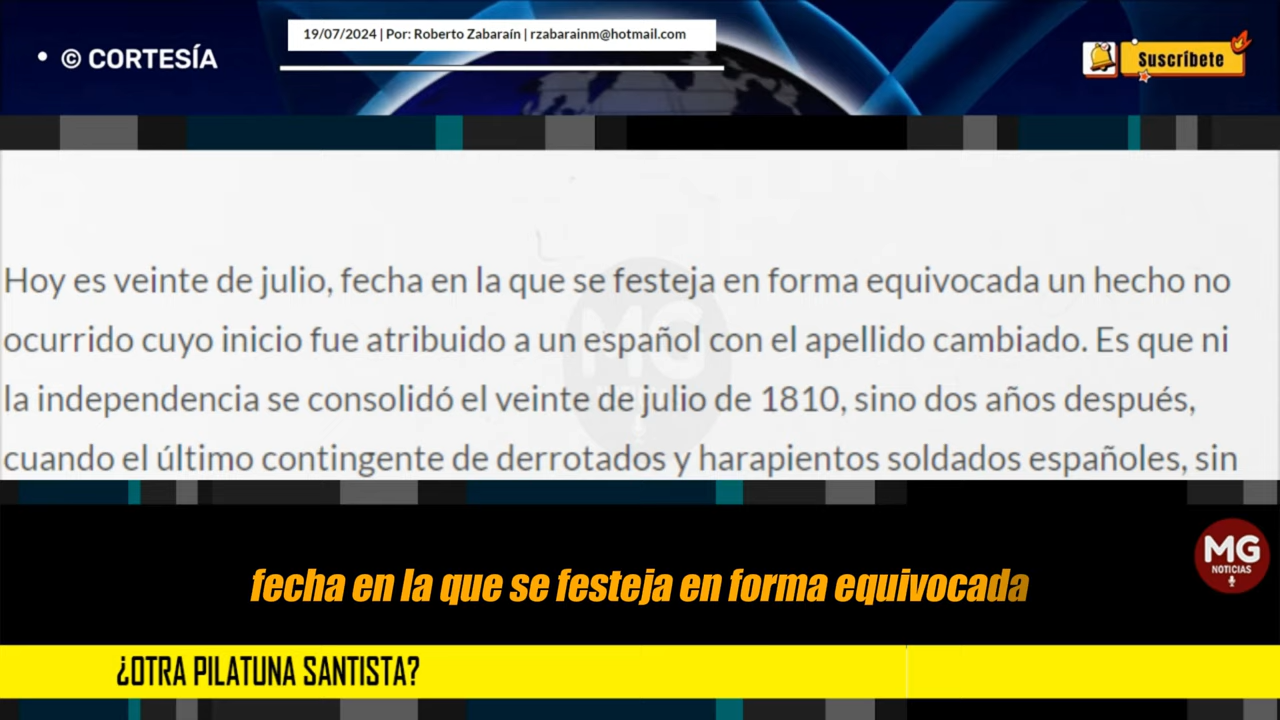 • © CORTESÍA
19/07/2024 | Por: Roberto Zabaraín | rzabarainm@hotmail.com
Suscríbete
Hoy es veinte de julio, fecha en la que se festeja en forma equivocada un hecho no
ocurrido cuyo inicio fue atribuido a un español con el apellido cambiado. Es que ni
la independencia se consolidó el veinte de julio de 1810, sino dos años después,
cuando el último contingente de derrotados y harapientos soldados españoles, sin
MG
NOTICIAS
fecha en la que se festeja en forma equivocada
¿OTRA PILATUNA SANTISTA?